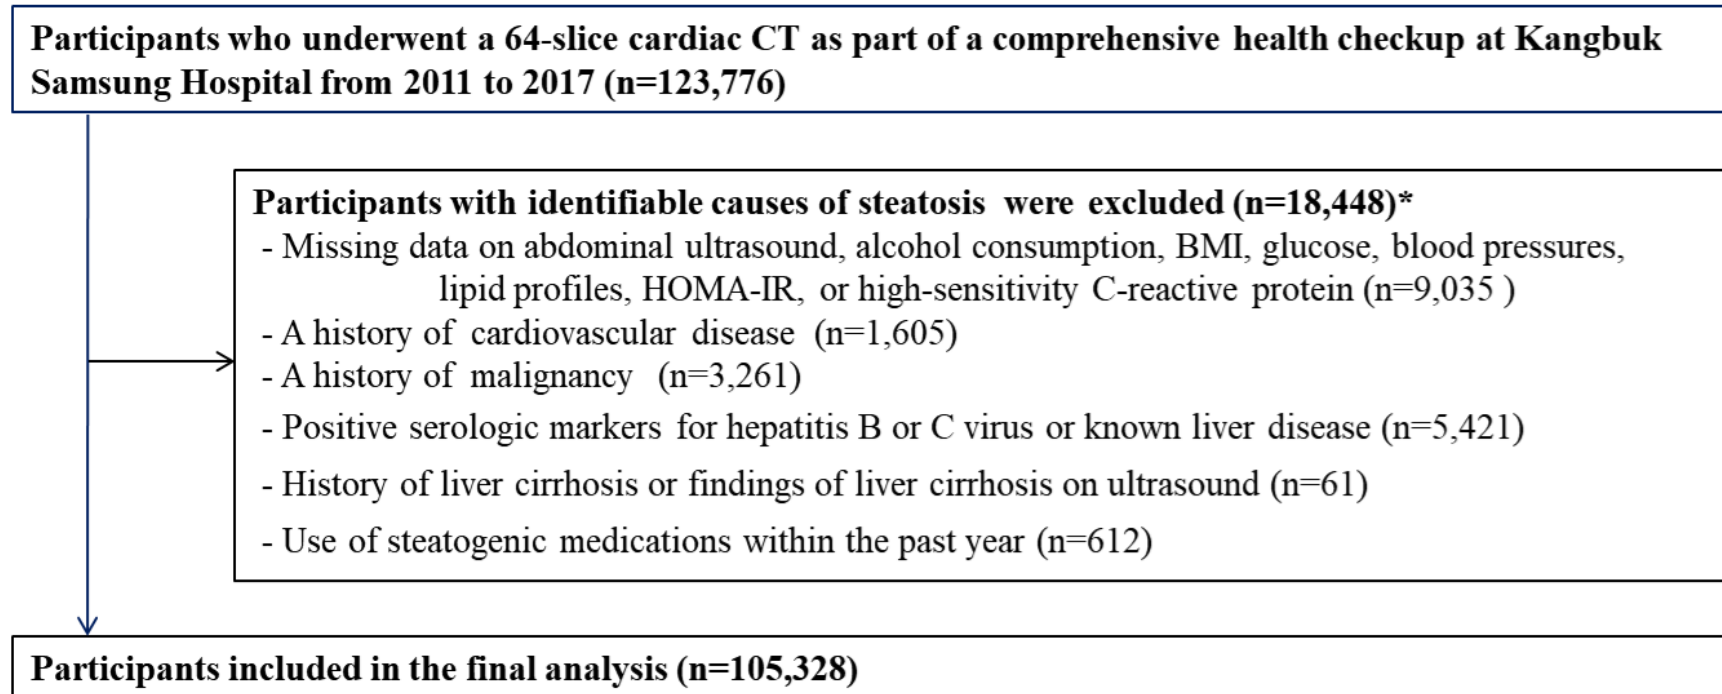 Participants who underwent a 64-slice cardiac CT as part of a comprehensive health checkup at Kangbuk
Samsung Hospital from 2011 to 2017 (n=123,776)
Participants with identifiable causes of steatosis were excluded (n=18,448)*
- Missing data on abdominal ultrasound, alcohol consumption, BMI, glucose, blood pressures,
lipid profiles, HOMA-IR, or high-sensitivity C-reactive protein (n=9,035 )
- A history of cardiovascular disease (n=1,605)
- A history of malignancy (n=3,261)
- Positive serologic markers for hepatitis B or C virus or known liver disease (n=5,421)
- History of liver cirrhosis or findings of liver cirrhosis on ultrasound (n=61)
- Use of steatogenic medications within the past year (n=612)
Participants included in the final analysis (n=105,328)